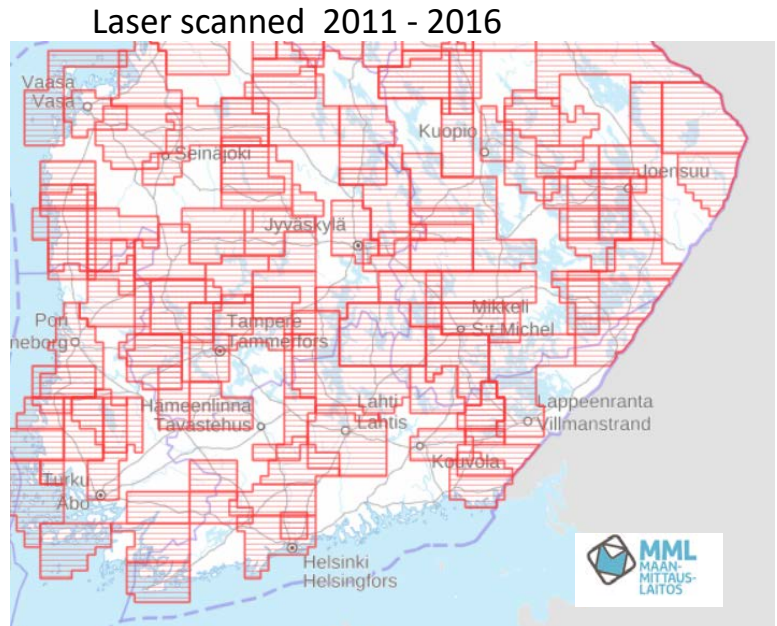 Laser scanned 2011 - 2016
Vaasa
Vasa
Kuopio
Seinäjoki
Joensuu
Jyväskylä
Mikkeli
S:t Michel
Pori
neborg
Tampere
Tammerfors
Hämeenlinna
Tavastehus
Lahti
Lahtis
Lappeenranta
Villmanstrand
Kouvola
Turku
Åbo
Helsinki
Helsingfors
MML
MAAN-
MITTAUS-
LAITOS